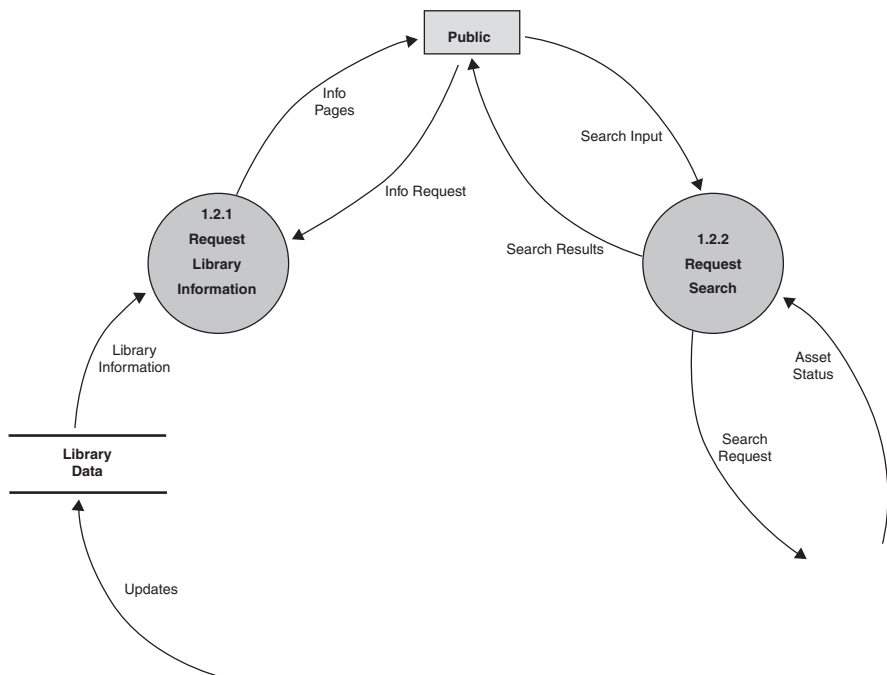 Public
Info
Pages
Search Input
Info Request
1.2.1
Request
Library
Information
Search Results
1.2.2
Request
Search
Library
Information
Asset
Status
Search
Request
Library
Data
Updates